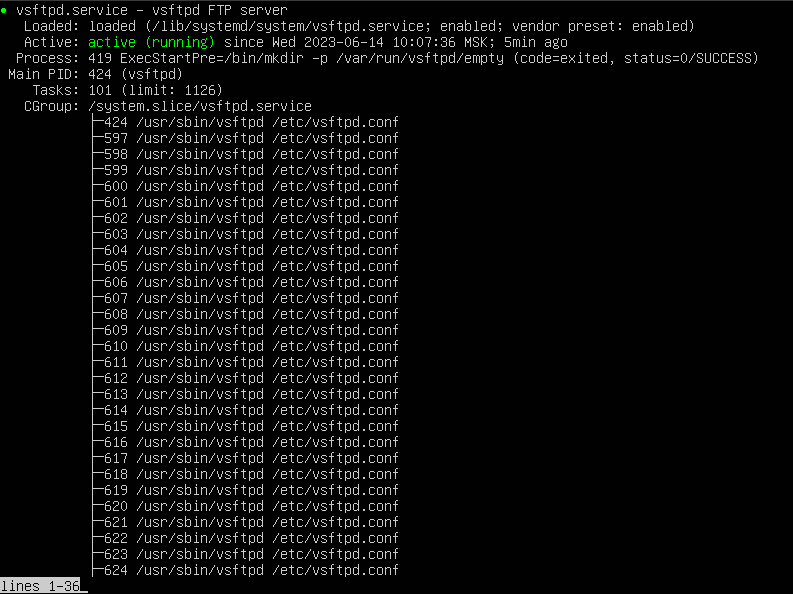 ● vsftpd.service - vsftpd FTP server
   Loaded: loaded (/lib/systemd/system/vsftpd.service; enabled; vendor preset: enabled)
   Active: active (running) since Wed 2023-06-14 10:07:36 MSK; 5min ago
  Process: 419 ExecStartPre=/bin/mkdir -p /var/run/vsftpd/empty (code=exited, status=0/SUCCESS)
 Main PID: 424 (vsftpd)
    Tasks: 101 (limit: 1126)
   CGroup: /system.slice/vsftpd.service
           ├─424 /usr/sbin/vsftpd /etc/vsftpd.conf
           ├─597 /usr/sbin/vsftpd /etc/vsftpd.conf
           ├─598 /usr/sbin/vsftpd /etc/vsftpd.conf
           ├─599 /usr/sbin/vsftpd /etc/vsftpd.conf
           ├─600 /usr/sbin/vsftpd /etc/vsftpd.conf
           ├─601 /usr/sbin/vsftpd /etc/vsftpd.conf
           ├─602 /usr/sbin/vsftpd /etc/vsftpd.conf
           ├─603 /usr/sbin/vsftpd /etc/vsftpd.conf
           ├─604 /usr/sbin/vsftpd /etc/vsftpd.conf
           ├─605 /usr/sbin/vsftpd /etc/vsftpd.conf
           ├─606 /usr/sbin/vsftpd /etc/vsftpd.conf
           ├─607 /usr/sbin/vsftpd /etc/vsftpd.conf
           ├─608 /usr/sbin/vsftpd /etc/vsftpd.conf
           ├─609 /usr/sbin/vsftpd /etc/vsftpd.conf
           ├─610 /usr/sbin/vsftpd /etc/vsftpd.conf
           ├─611 /usr/sbin/vsftpd /etc/vsftpd.conf
           ├─612 /usr/sbin/vsftpd /etc/vsftpd.conf
           ├─613 /usr/sbin/vsftpd /etc/vsftpd.conf
           ├─614 /usr/sbin/vsftpd /etc/vsftpd.conf
           ├─615 /usr/sbin/vsftpd /etc/vsftpd.conf
           ├─616 /usr/sbin/vsftpd /etc/vsftpd.conf
           ├─617 /usr/sbin/vsftpd /etc/vsftpd.conf
           ├─618 /usr/sbin/vsftpd /etc/vsftpd.conf
           ├─619 /usr/sbin/vsftpd /etc/vsftpd.conf
           ├─620 /usr/sbin/vsftpd /etc/vsftpd.conf
           ├─621 /usr/sbin/vsftpd /etc/vsftpd.conf
           ├─622 /usr/sbin/vsftpd /etc/vsftpd.conf
           ├─623 /usr/sbin/vsftpd /etc/vsftpd.conf
           ├─624 /usr/sbin/vsftpd /etc/vsftpd.conf
lines 1-36